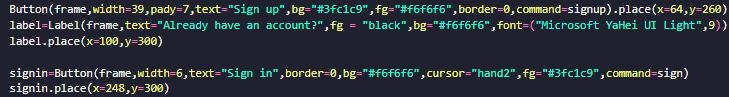 Button(frame,width=39,pady=7,text="Sign up",bg="#3fc1c9",fg="#f6f6f6",border=0,command=signup).place(x=64,y=260)
label=Label(frame,text="Already have an account?",fg = "black",bg="#f6f6f6",font=("Microsoft YaHei UI Light",9))
label.place(x=100,y=300)
signin=Button(frame,width=6,text="Sign in",border=0,bg="#f6f6f6",cursor="hand2",fg="#3fc1c9",command=sign)
signin.place(x=248,y=300)